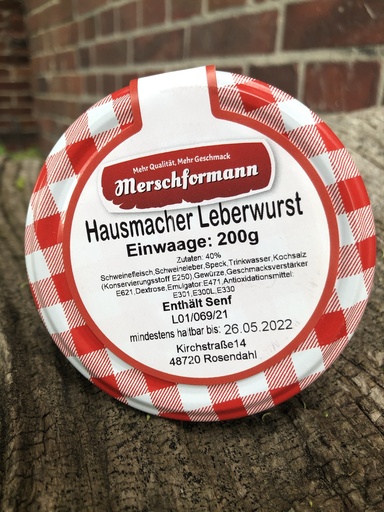 Mehr Qualität, Mehr Geschmack
Merschformann
Hausmacher Leberwurst
Einwaage: 200g
Zutaten: 40%
Schweinefleisch,Schweineleber,Speck,Trinkwasser,Kochsalz
(Konservierungsstoff E250),Gewürze,Geschmacksverstärker
E621,Dextrose,Emulgator:E471,Antioxidationsmittel:
E301,E300L,E330
Enthält Senf
L01/069/21
mindestens haltbar bis: 26.05.2022
Kirchstraße14
48720 Rosendahl